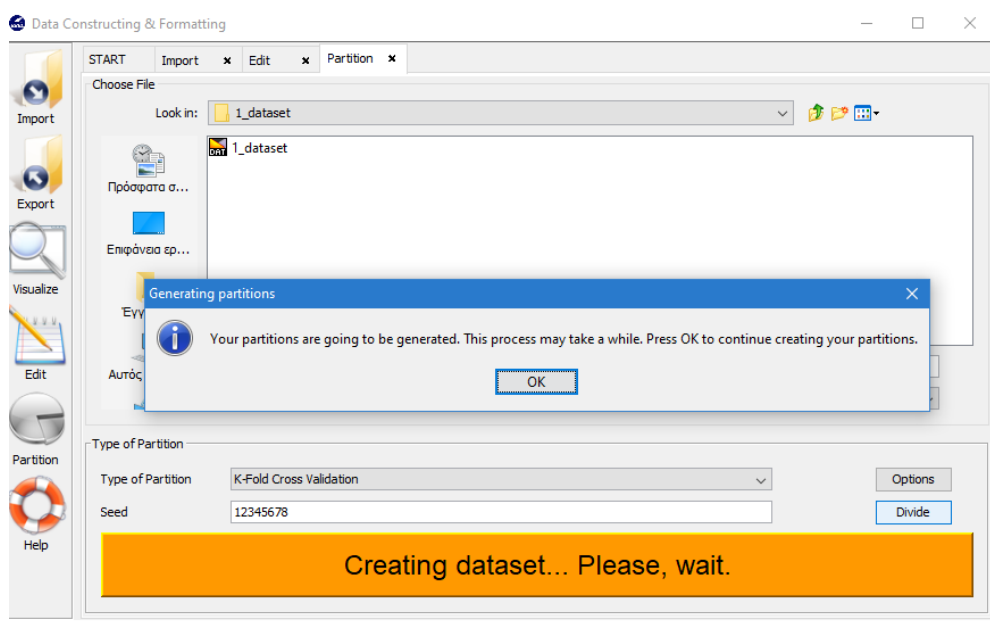 Data Constructing & Formatting
START Import Edit Partition
Choose File
Look in: 1_dataset
1_dataset
DAT
Import
Export
Visualize
Edit
Partition
Help
Πρόσφατα σ...
Επιφάνεια ερ...
Έγγ
Αυτός
Generating partitions
Your partitions are going to be generated. This process may take a while. Press OK to continue creating your partitions.
OK
Type of Partition
Type of Partition K-Fold Cross Validation Options
Seed 12345678 Divide
Creating dataset... Please, wait.